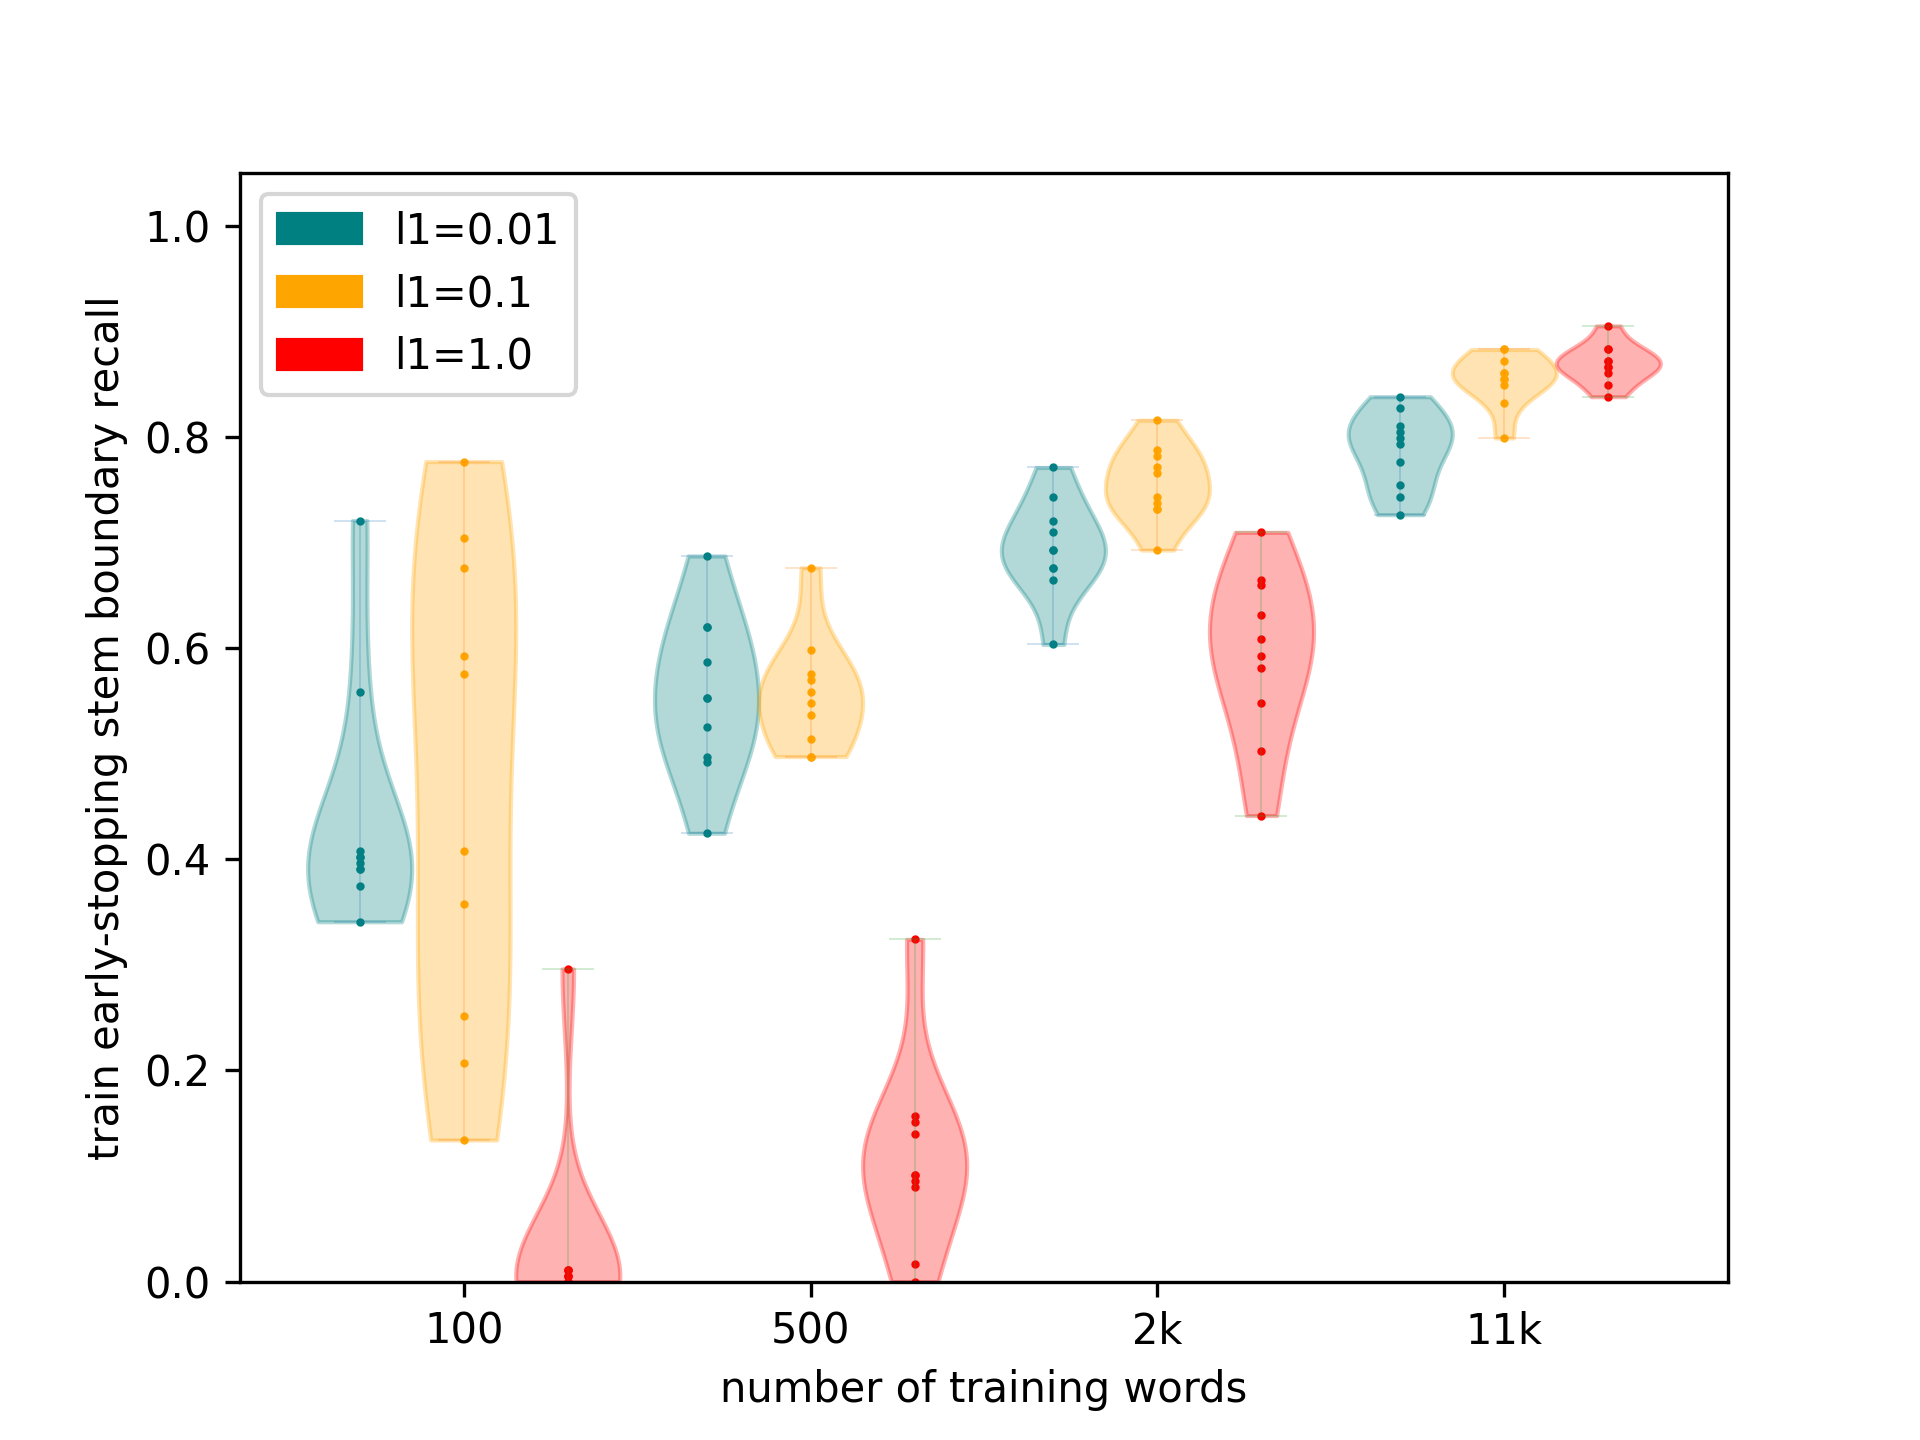 l1=0.01
l1=0.1
l1=1.0
train early-stopping stem boundary recall
1.0
0.8
0.6
0.4
0.2
0.0
100 500 2k 11k
number of training words